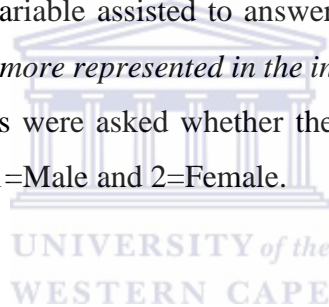 variable assisted to answer
more represented in the in
s were asked whether the
=Male and 2=Female.
UNIVERSITY of the
WESTERN CAPE